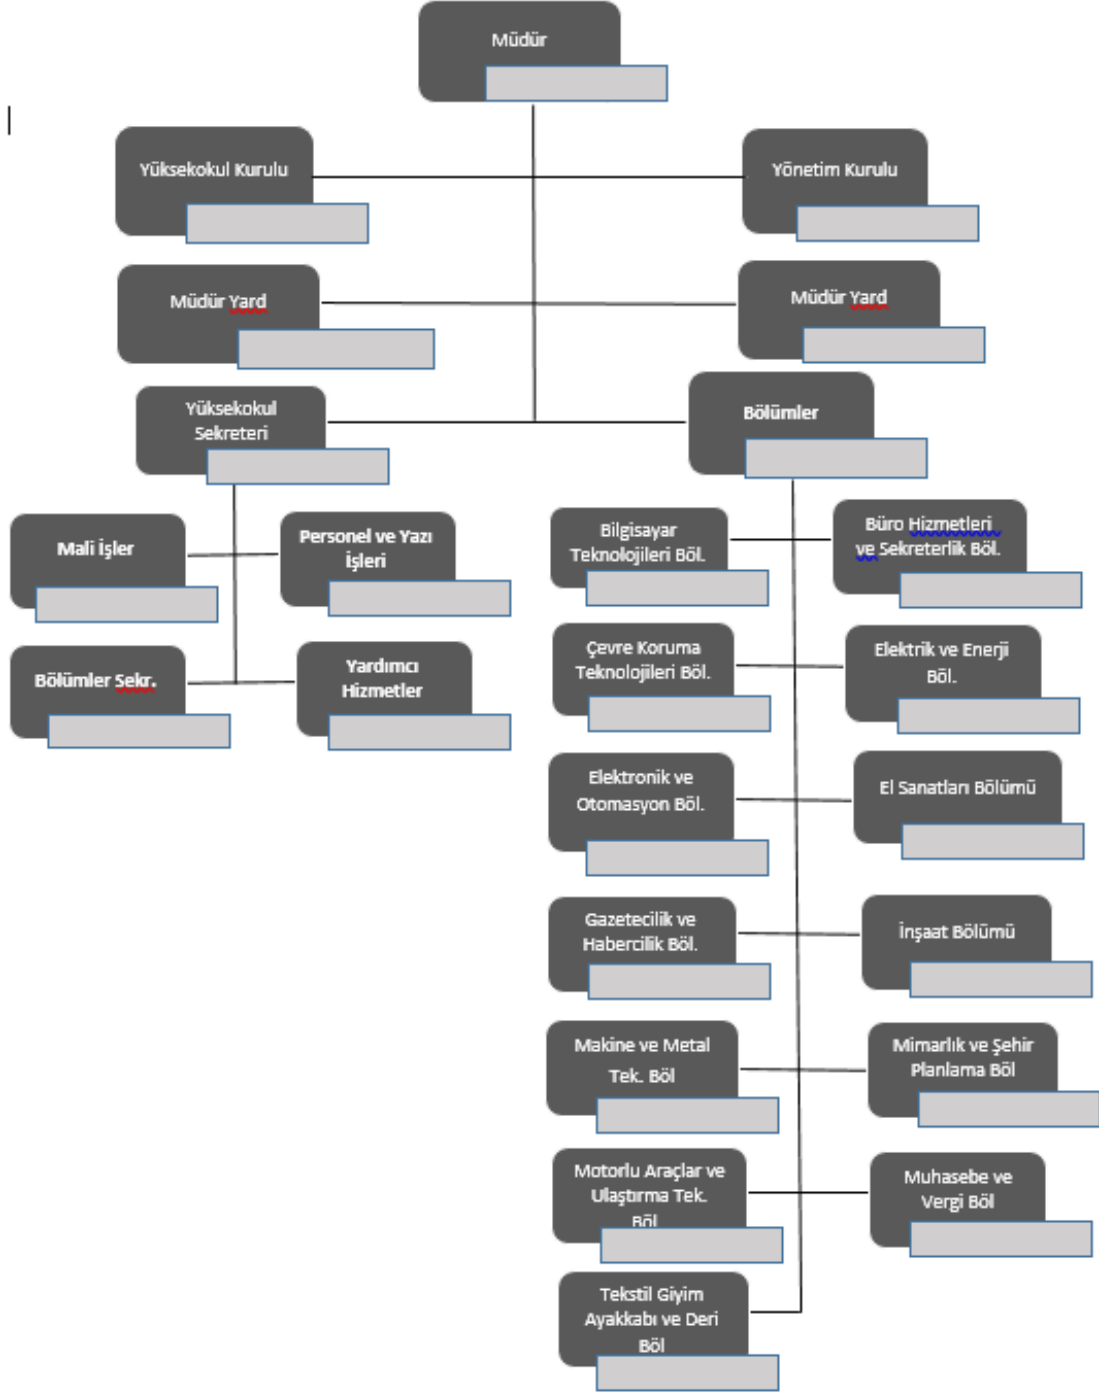 Müdür
Yüksekokul Kurulu
Yönetim Kurulu
Müdür Yard
Müdür Yard
Yüksekokul
Sekreteri
Bölümler
Mali İşler
Personel ve Yazı
İşleri
Bölümler Sekr.
Yardımcı
Hizmetler
Bilgisayar
Teknolojileri Böl.
Büro Hizmetleri
ve Sekreterlik Böl.
Çevre Koruma
Teknolojileri Böl.
Elektrik ve Enerji
Böl.
Elektronik ve
Otomasyon Böl.
El Sanatları Bölümü
Gazetecilik ve
Habercilik Böl.
İnşaat Bölümü
Makine ve Metal
Tek. Böl
Mimarlık ve Şehir
Planlama Böl
Motorlu Araçlar ve
Ulaştırma Tek.
Böl
Muhasebe ve
Vergi Böl
Tekstil Giyim
Ayakkabı ve Deri
Böl